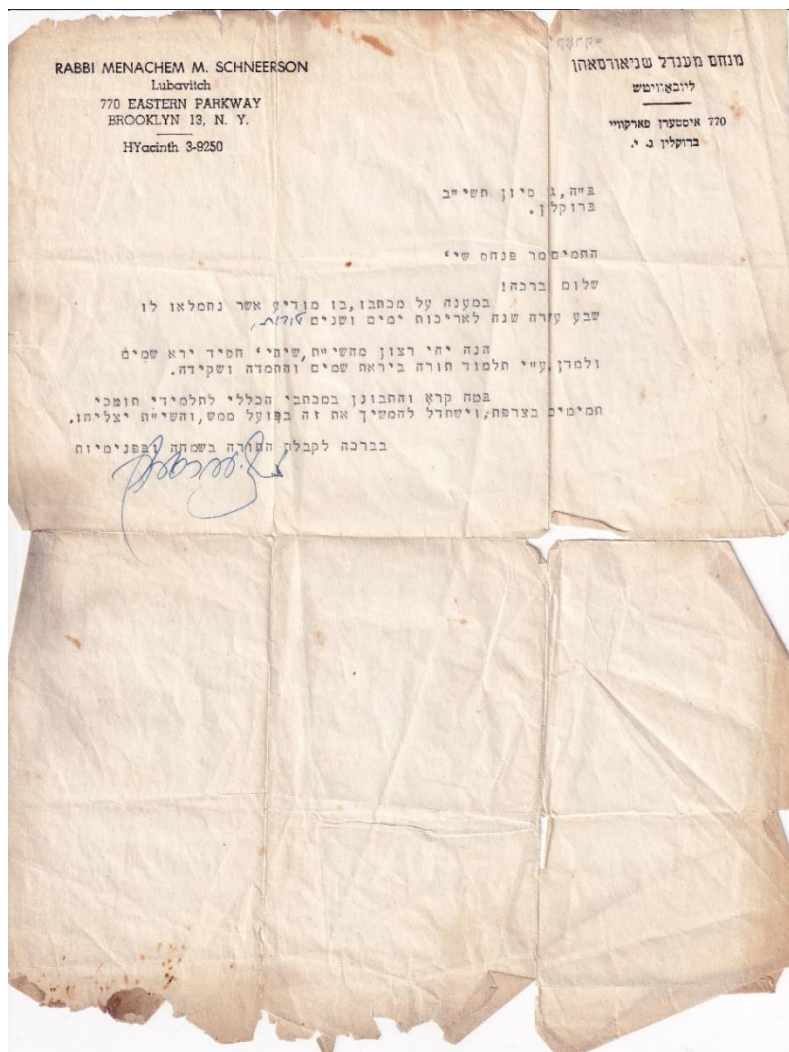 RABBI MENACHEM M. SCHNEERSON
Lubavitch
770 EASTERN PARKWAY
BROOKLYN 13, N. Y.
HYacinth 3-9250
מנחם מענדל שניאורסאהן
ליובאוויטש
770 איסטערן פארקוויי
ברוקלין נ. י.
ב"ה, ג' סיון תשי"ב
ברוקלין.
התמים מר פנחס שי'
שלום וברכה!
במענה על מכתבו, בו מודיע אשר נתמלאו לו
שבע עשרה שנה לאריכות ימים ושנים טובות,
הנה יהי רצון מהשי"ת, שיהי' חסיד ירא שמים
ולמדן, ע"י תלמוד תורה ביראת שמים והתמדה ושקידה.
בטח קרא והתבונן במכתבי הכללי לתלמידי תומכי
תמימים בצרפת, וישתדל להמשיך את זה בפועל ממש, והשי"ת יצליחו.
בברכה לקבלת התורה בשמחה ובפנימיות